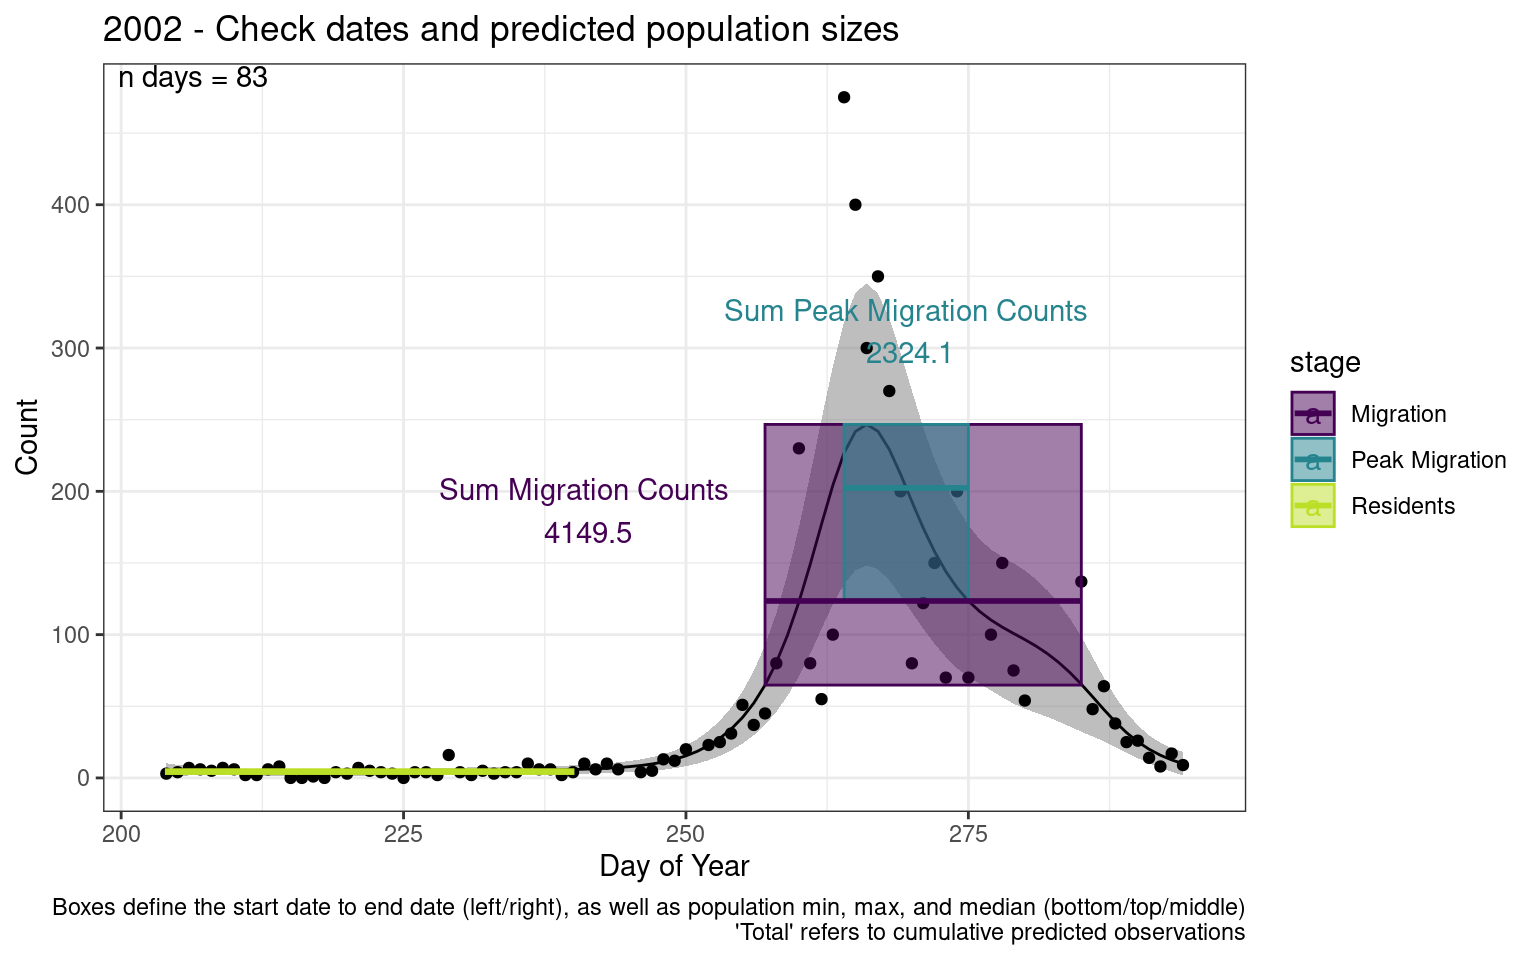 2002 - Check dates and predicted population sizes
n days = 83
Count
400
300
200
100
0
Sum Peak Migration Counts
2324.1
Sum Migration Counts
4149.5
200 225 250 275
Day of Year
stage
a Migration
a Peak Migration
a Residents
Boxes define the start date to end date (left/right), as well as population min, max, and median (bottom/top/middle)
'Total' refers to cumulative predicted observations